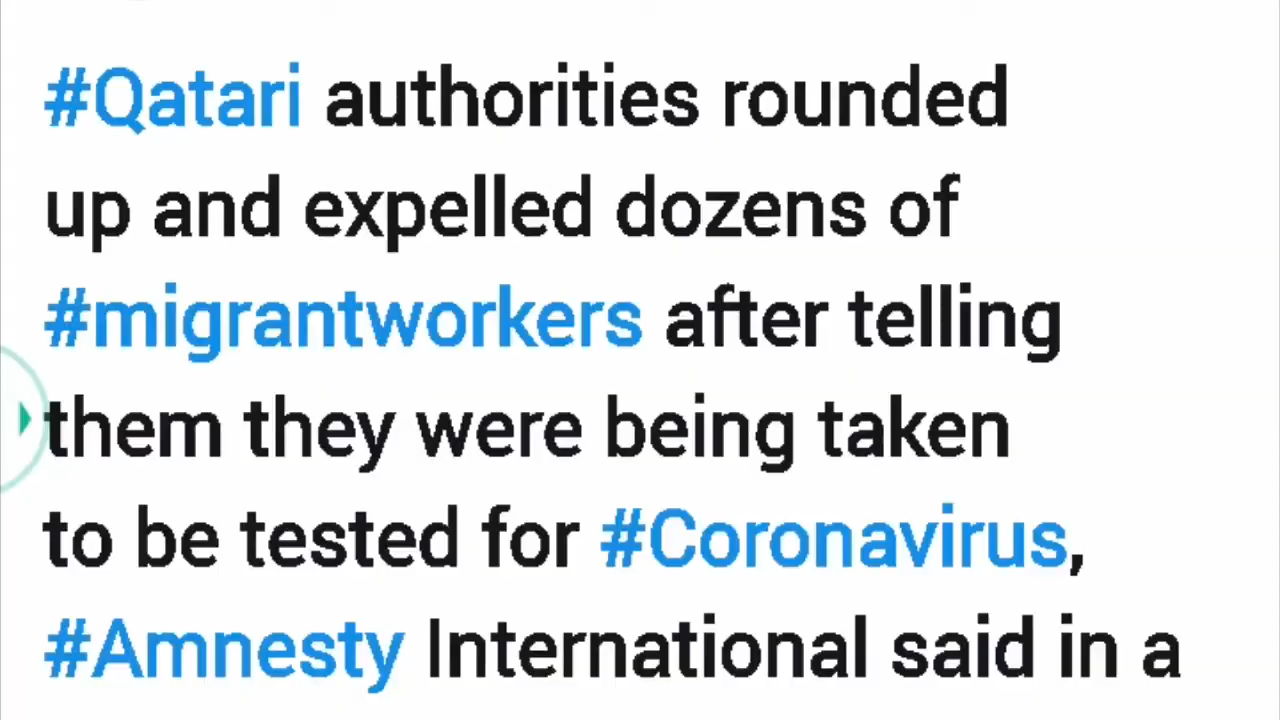 #Qatari authorities rounded
up and expelled dozens of
#migrantworkers after telling
them they were being taken
to be tested for #Coronavirus,
#Amnesty International said in a